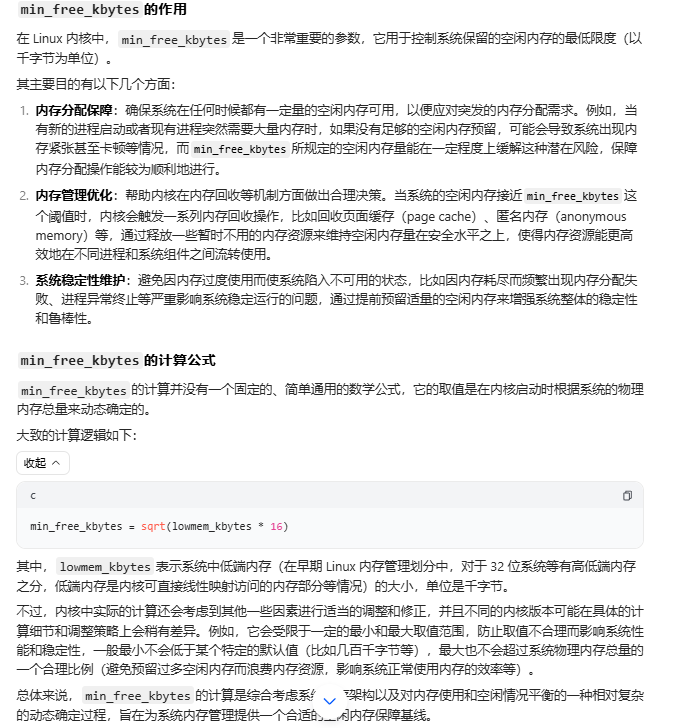 min_free_kbytes 的作用
在 Linux 内核中， min_free_kbytes 是一个非常重要的参数，它用于控制系统保留的空闲内存的最低限度（以
千字节为单位）。
其主要目的有以下几个方面：
1. 内存分配保障：确保系统在任何时候都有一定量的空闲内存可用，以便应对突发的内存分配需求。例如，当
有新的进程启动或者现有进程突然需要大量内存时，如果没有足够的空闲内存预留，可能会导致系统出现内
存紧张甚至卡顿等情况，而 min_free_kbytes 所规定的空闲内存量能在一定程度上缓解这种潜在风险，保障
内存分配操作能较为顺利地进行。
2. 内存管理优化：帮助内核在内存回收等机制方面做出合理决策。当系统的空闲内存接近 min_free_kbytes 这
个阈值时，内核会触发一系列内存回收操作，比如回收页面缓存（page cache）、匿名内存（anonymous
memory）等，通过释放一些暂时不用的内存资源来维持空闲内存量在安全水平之上，使得内存资源能更高
效地在不同进程和系统组件之间流转使用。
3. 系统稳定性维护：避免因内存过度使用而使系统陷入不可用的状态，比如因内存耗尽而频繁出现内存分配失
败、进程异常终止等严重影响系统稳定运行的问题，通过提前预留适量的空闲内存来增强系统整体的稳定性
和鲁棒性。
min_free_kbytes 的计算公式
min_free_kbytes 的计算并没有一个固定的、简单通用的数学公式，它的取值是在内核启动时根据系统的物理
内存总量来动态确定的。
大致的计算逻辑如下：
收起
c
min_free_kbytes = sqrt(lowmem_kbytes * 16)
其中， lowmem_kbytes 表示系统中低端内存（在早期 Linux 内存管理划分中，对于 32 位系统等有高低端内存
之分，低端内存是内核可直接线性映射访问的内存部分等情况）的大小，单位是千字节。
不过，内核中实际的计算还会考虑到其他一些因素进行适当的调整和修正，并且不同的内核版本可能在具体的计
算细节和调整策略上会稍有差异。例如，它会受限于一定的最小和最大取值范围，防止取值不合理而影响系统性
能和稳定性，一般最小不会低于某个特定的默认值（比如几百千字节等），最大也不会超过系统物理内存总量的
一个合理比例（避免预留过多空闲内存而浪费内存资源，影响系统正常使用内存的效率等）。
总体来说， min_free_kbytes 的计算是综合考虑系 架构以及对内存使用和空闲情况平衡的一种相对复杂
的动态确定过程，旨在为系统内存管理提供一个合适的 闲内存保障基线。